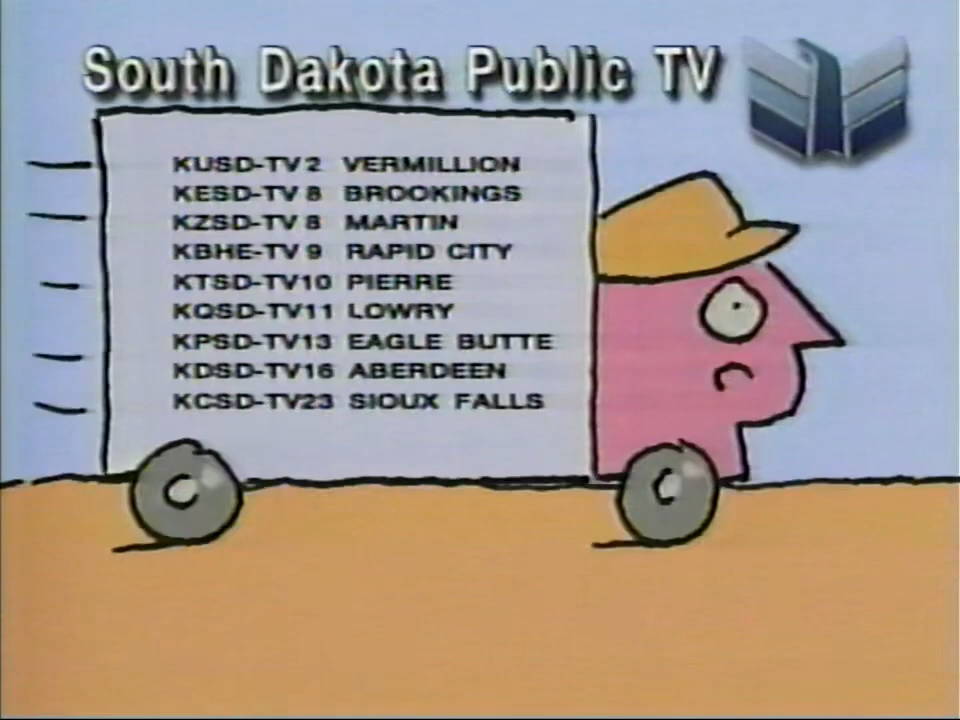 South Dakota Public TV
KUSD-TV 2 VERMILLION
KESD-TV 8 BROOKINGS
KZSD-TV 8 MARTIN
KBHE-TV 9 RAPID CITY
KTSD-TV10 PIERRE
KQSD-TV11 LOWRY
KPSD-TV13 EAGLE BUTTE
KDSD-TV16 ABERDEEN
KCSD-TV23 SIOUX FALLS